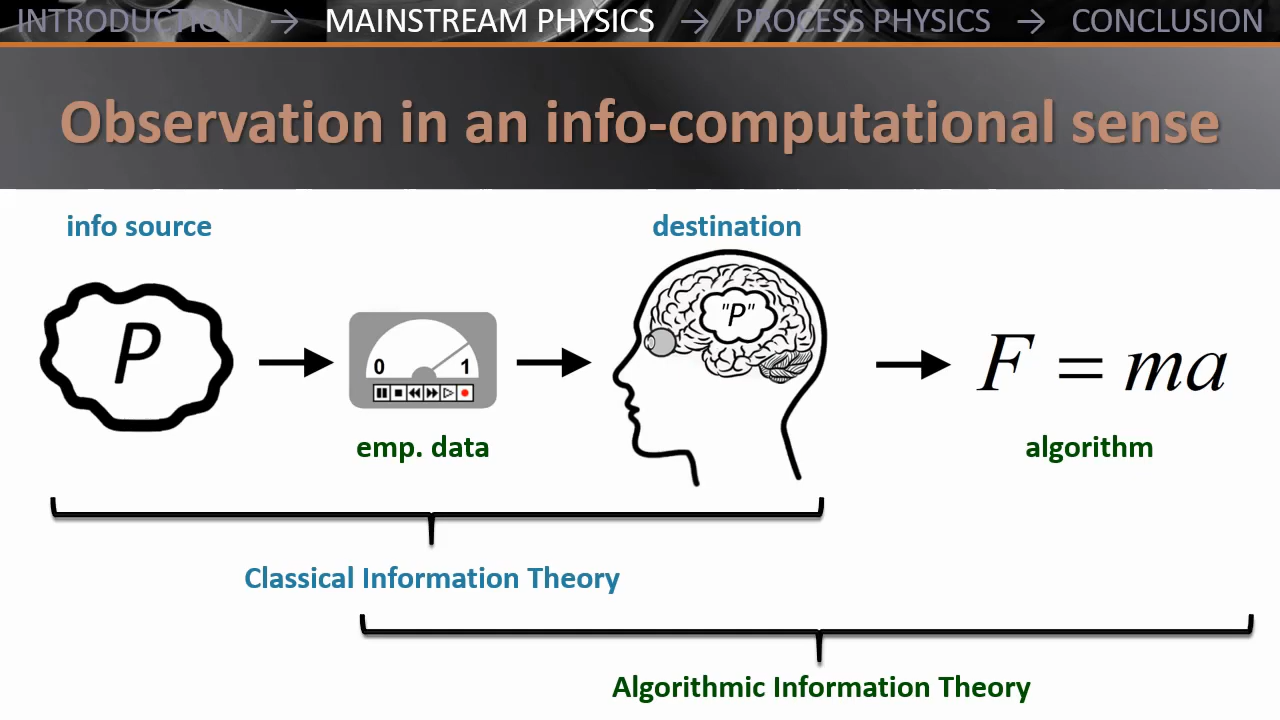 INTRODUCTION → MAINSTREAM PHYSICS → PROCESS PHYSICS → CONCLUSION
Observation in an info-computational sense
info source
destination
P
0 1
"P"
F = ma
emp. data
algorithm
Classical Information Theory
Algorithmic Information Theory